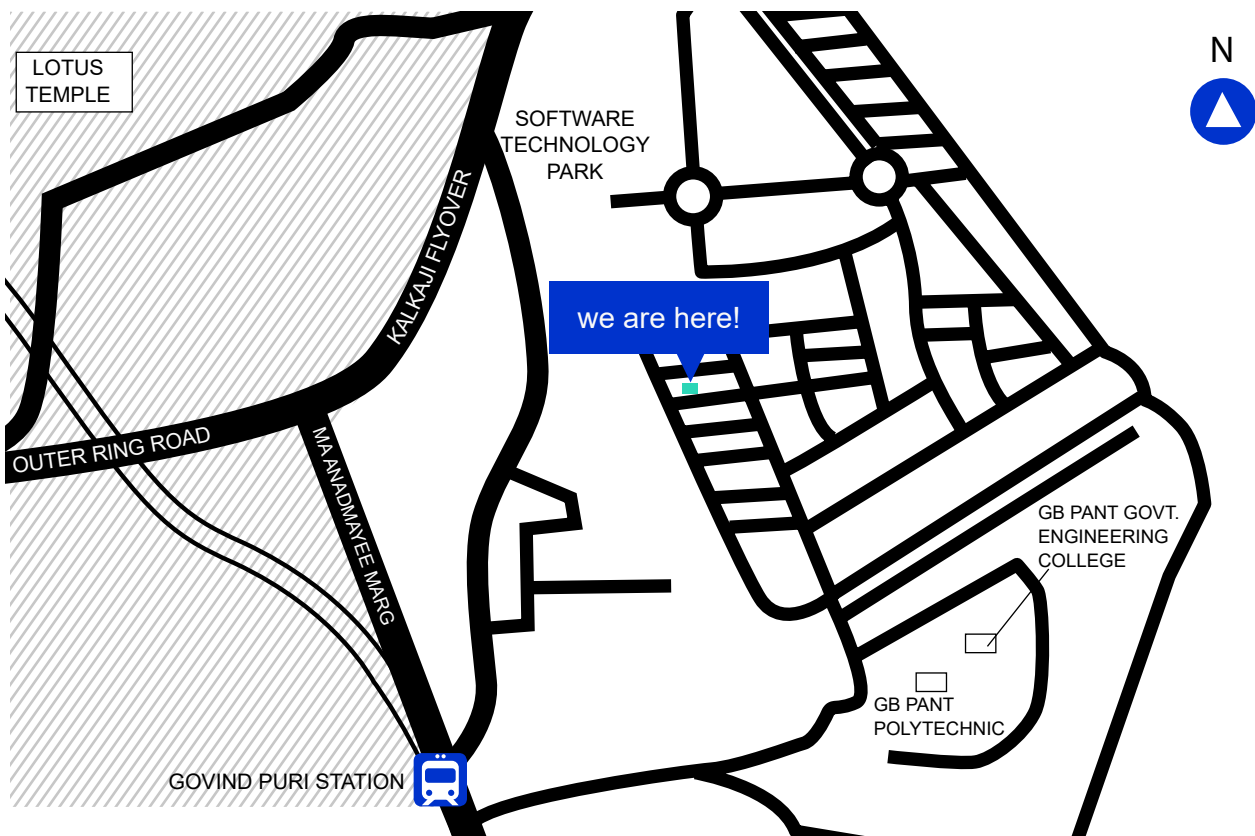 N
LOTUS
TEMPLE
SOFTWARE
TECHNOLOGY
PARK
KALKAJI FLYOVER
we are here!
OUTER RING ROAD
MA ANADMAYEE MARG
GB PANT GOVT.
ENGINEERING
COLLEGE
GB PANT
POLYTECHNIC
GOVIND PURI STATION